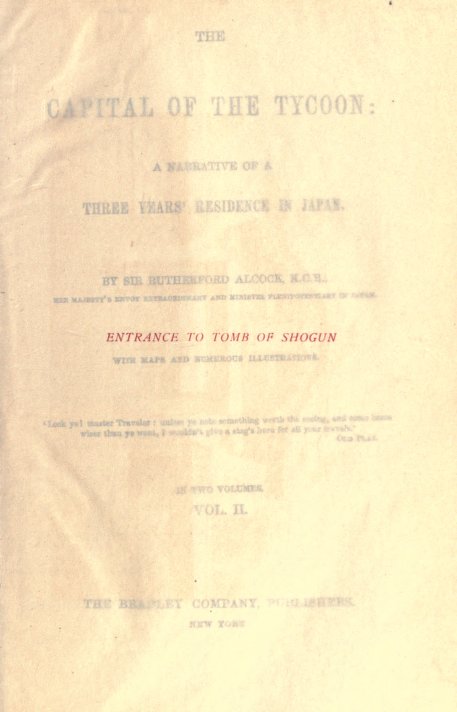 THE
CAPITAL OF THE TYCOON:
A NARRATIVE OF A
THREE YEARS' RESIDENCE IN JAPAN.
BY SIR RUTHERFORD ALCOCK, K.C.B.,
HER MAJESTY'S ENVOY EXTRAORDINARY AND MINISTER PLENIPOTENTIARY IN JAPAN.
ENTRANCE TO TOMB OF SHOGUN
WITH MAPS AND NUMEROUS ILLUSTRATIONS.
'Look ye! master Traveler: unless ye note something worth the seeing, and come home
wiser than ye went, I wouldn't give a stag's horn for all your travels.'
OLD PLAY.
IN TWO VOLUMES.
VOL. II.
THE BRADLEY COMPANY, PUBLISHERS.
NEW YORK